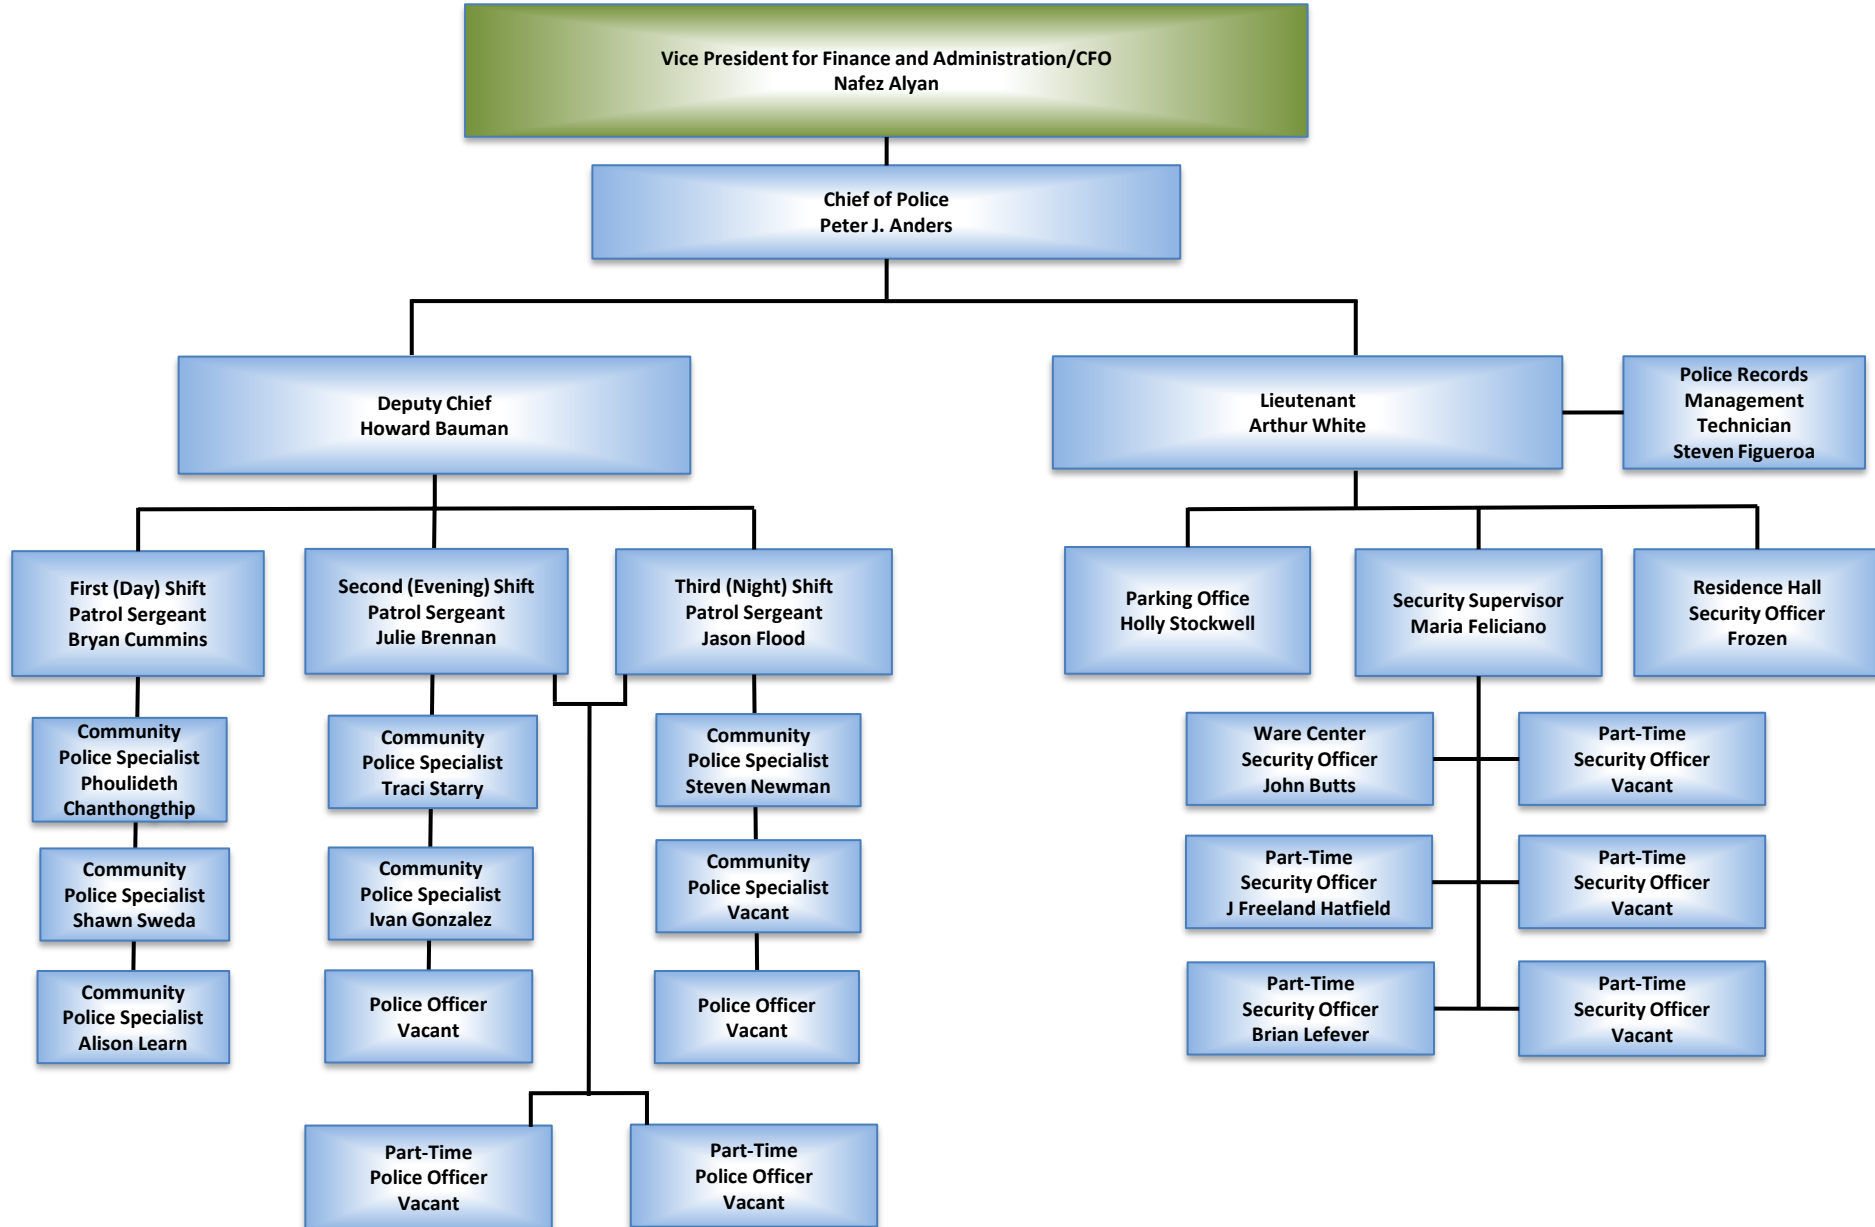 Vice President for Finance and Administration/CFO
Nafez Alyan
Chief of Police
Peter J. Anders
Deputy Chief
Howard Bauman
Lieutenant
Arthur White
Police Records
Management
Technician
Steven Figueroa
First (Day) Shift
Patrol Sergeant
Bryan Cummins
Second (Evening) Shift
Patrol Sergeant
Julie Brennan
Third (Night) Shift
Patrol Sergeant
Jason Flood
Parking Office
Holly Stockwell
Security Supervisor
Maria Feliciano
Residence Hall
Security Officer
Frozen
Community
Police Specialist
Phoulideth
Chanthongthip
Community
Police Specialist
Traci Starry
Community
Police Specialist
Steven Newman
Ware Center
Security Officer
John Butts
Part-Time
Security Officer
Vacant
Community
Police Specialist
Shawn Sweda
Community
Police Specialist
Ivan Gonzalez
Community
Police Specialist
Vacant
Part-Time
Security Officer
J Freeland Hatfield
Part-Time
Security Officer
Vacant
Community
Police Specialist
Alison Learn
Police Officer
Vacant
Police Officer
Vacant
Part-Time
Security Officer
Brian Lefever
Part-Time
Security Officer
Vacant
Part-Time
Police Officer
Vacant
Part-Time
Police Officer
Vacant